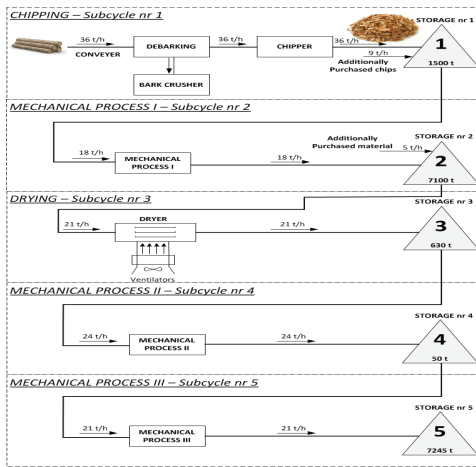 CHIPPING – Subcycle nr 1
STORAGE nr 1
36 t/h
CONVEYER
DEBARKING
36 t/h
CHIPPER
36 t/h
9 t/h
Additionally
Purchased chips
1
1500 t
BARK CRUSHER
MECHANICAL PROCESS I – Subcycle nr 2
STORAGE nr 2
Additionally
Purchased material
5 t/h
18 t/h
MECHANICAL
PROCESS I
18 t/h
2
7100 t
DRYING – Subcycle nr 3
STORAGE nr 3
21 t/h
DRYER
21 t/h
3
630 t
Ventilators
MECHANICAL PROCESS II – Subcycle nr 4
STORAGE nr 4
24 t/h
MECHANICAL
PROCESS II
24 t/h
4
50 t
MECHANICAL PROCESS III – Subcycle nr 5
STORAGE nr 5
21 t/h
MECHANICAL
PROCESS III
21 t/h
5
7245 t